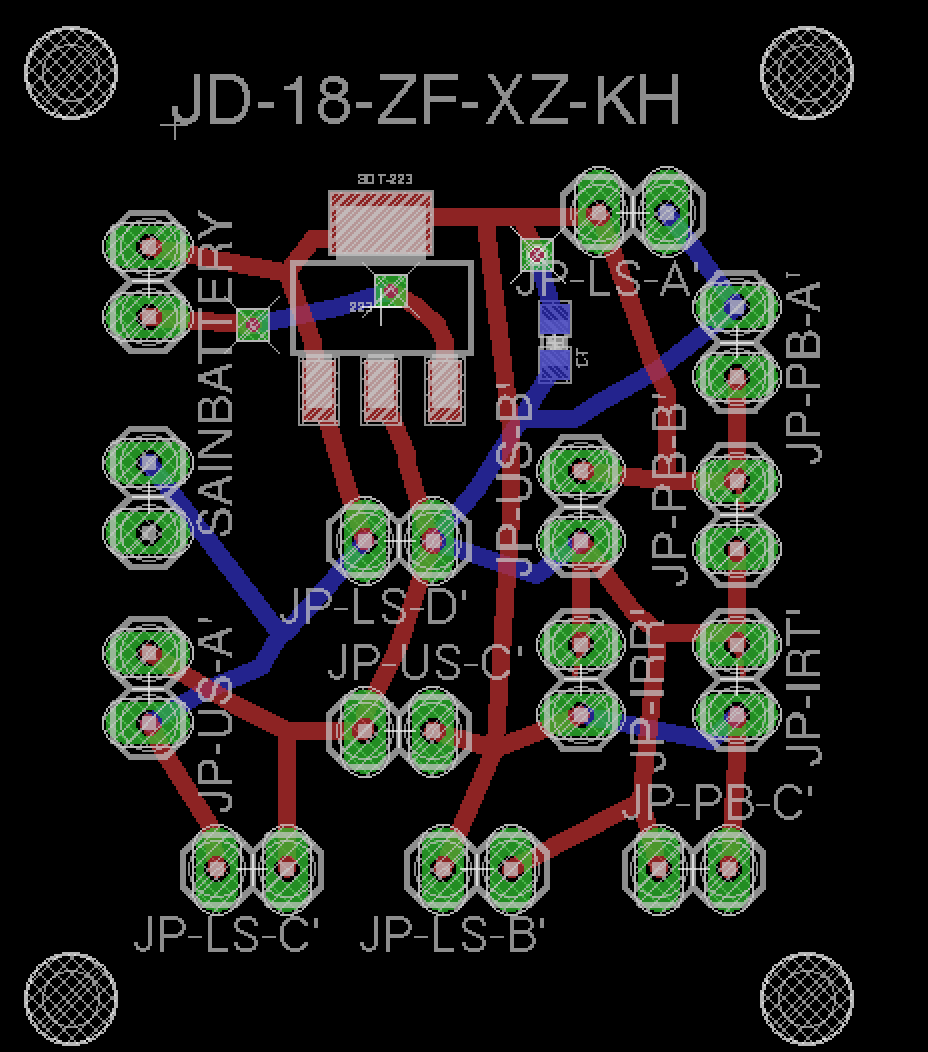 JD-18-ZF-XZ-KH
SOT-223
JP-LS-A'
SAINBATTERY
223
JP-PB-A'
JP-US-B'
JP-PB-B'
JP-LS-D'
JP-US-C'
JP-US-A'
JP-IRR'
JP-IRT'
JP-PB-C'
JP-LS-C'
JP-LS-B'